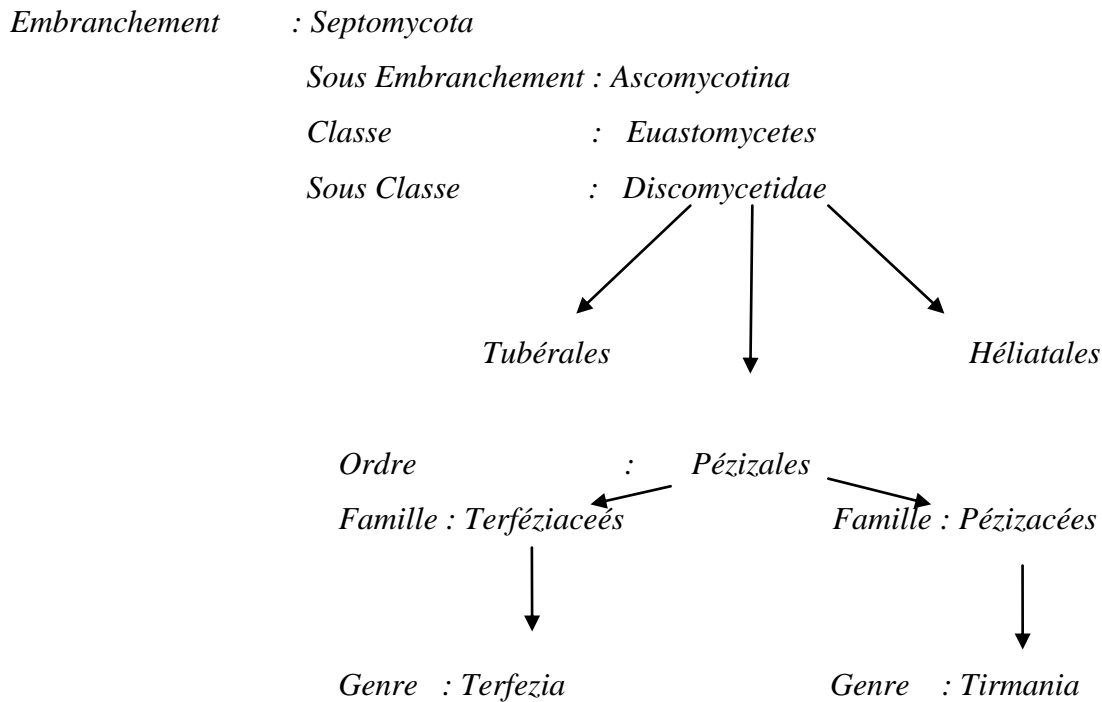 Embranchement : Septomycota
Sous Embranchement : Ascomycotina
Classe : Euastomycetes
Sous Classe : Discomycetidae
Tubérales Héliatales
Ordre : Pézizales
Famille : Terféziaceés Famille : Pézizacées
Genre : Terfezia Genre : Tirmania